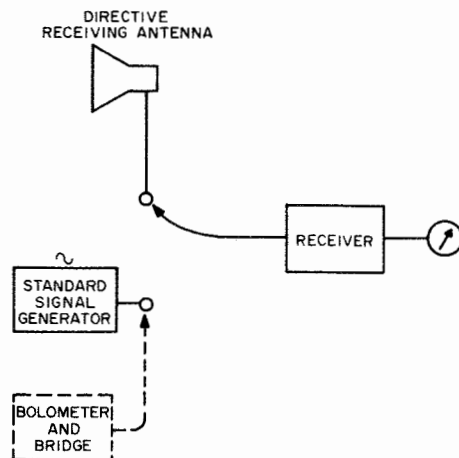 DIRECTIVE
RECEIVING ANTENNA
RECEIVER
STANDARD
SIGNAL
GENERATOR
BOLOMETER
AND
BRIDGE